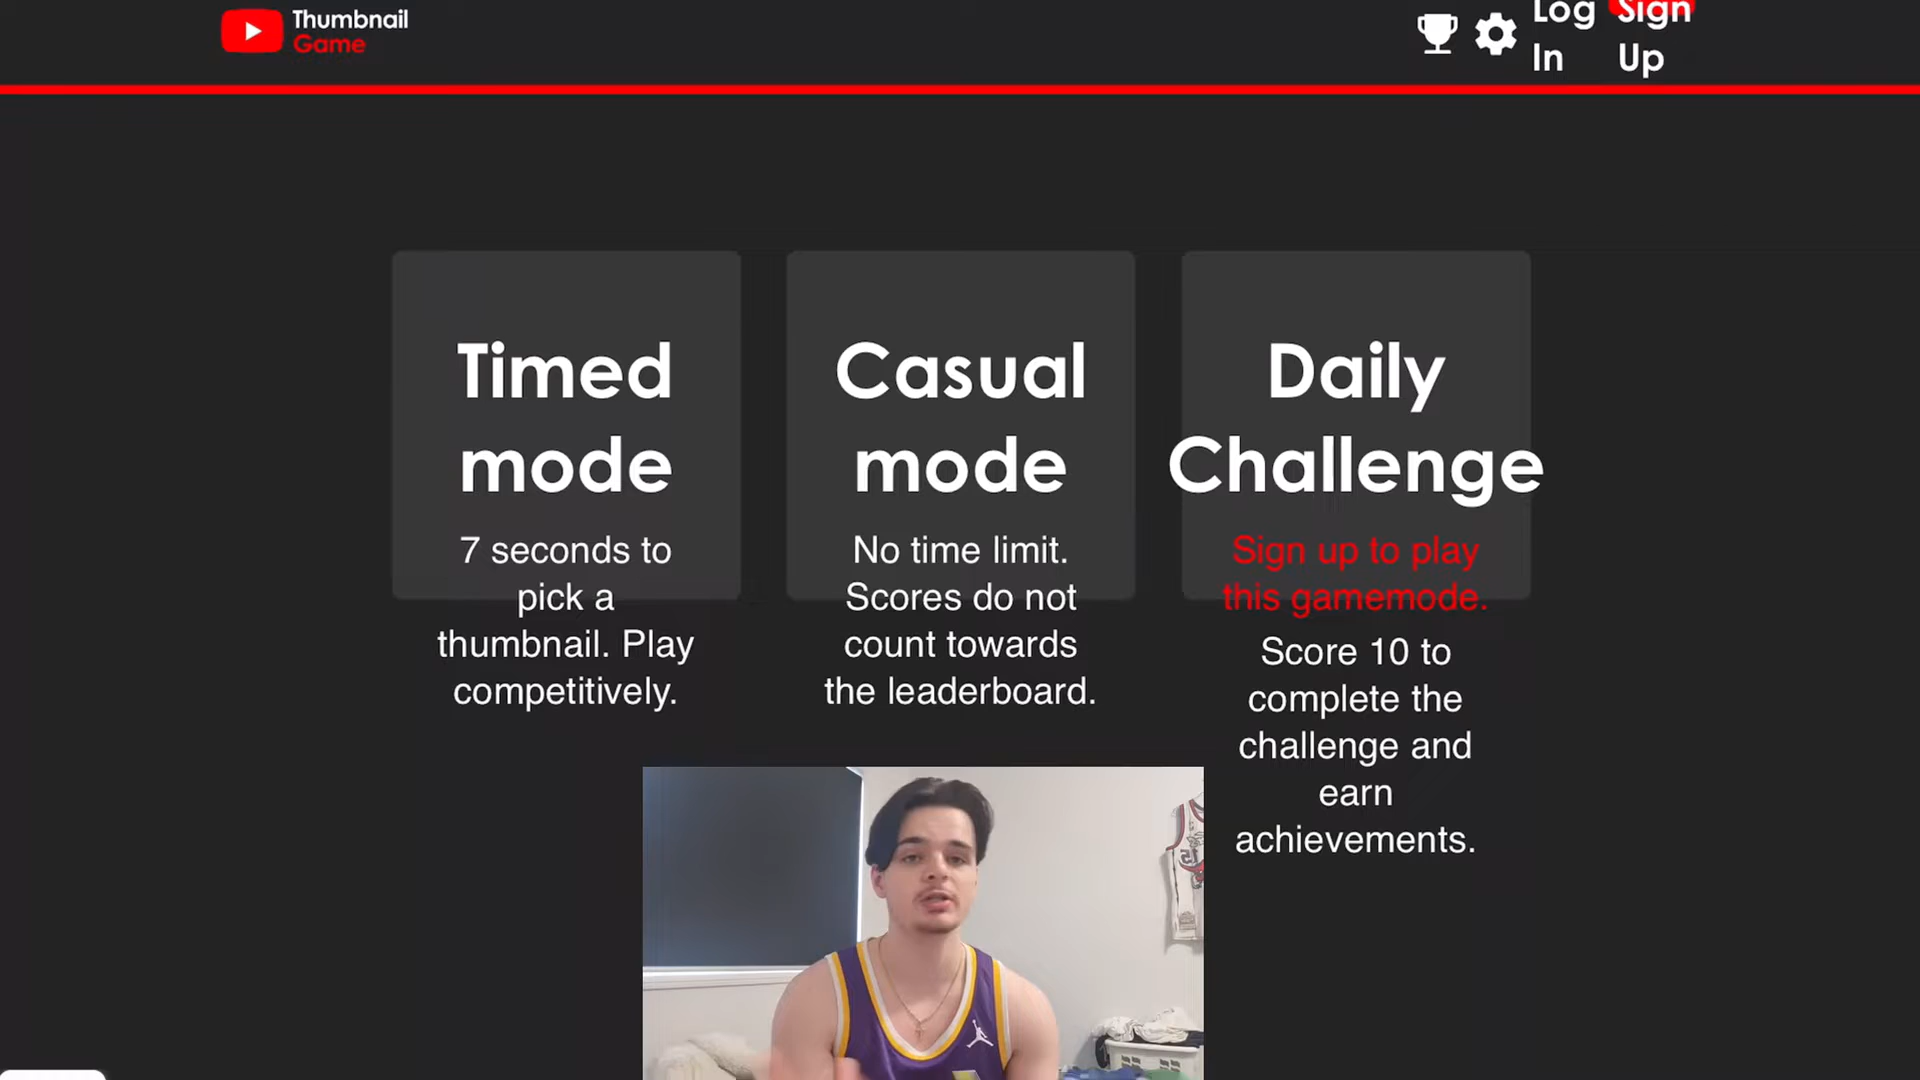 Thumbnail
Game
Log
In
Sign
Up
Timed
mode
7 seconds to
pick a
thumbnail. Play
competitively.
Casual
mode
No time limit.
Scores do not
count towards
the leaderboard.
Daily
Challenge
Sign up to play
this gamemode.
Score 10 to
complete the
challenge and
earn
achievements.